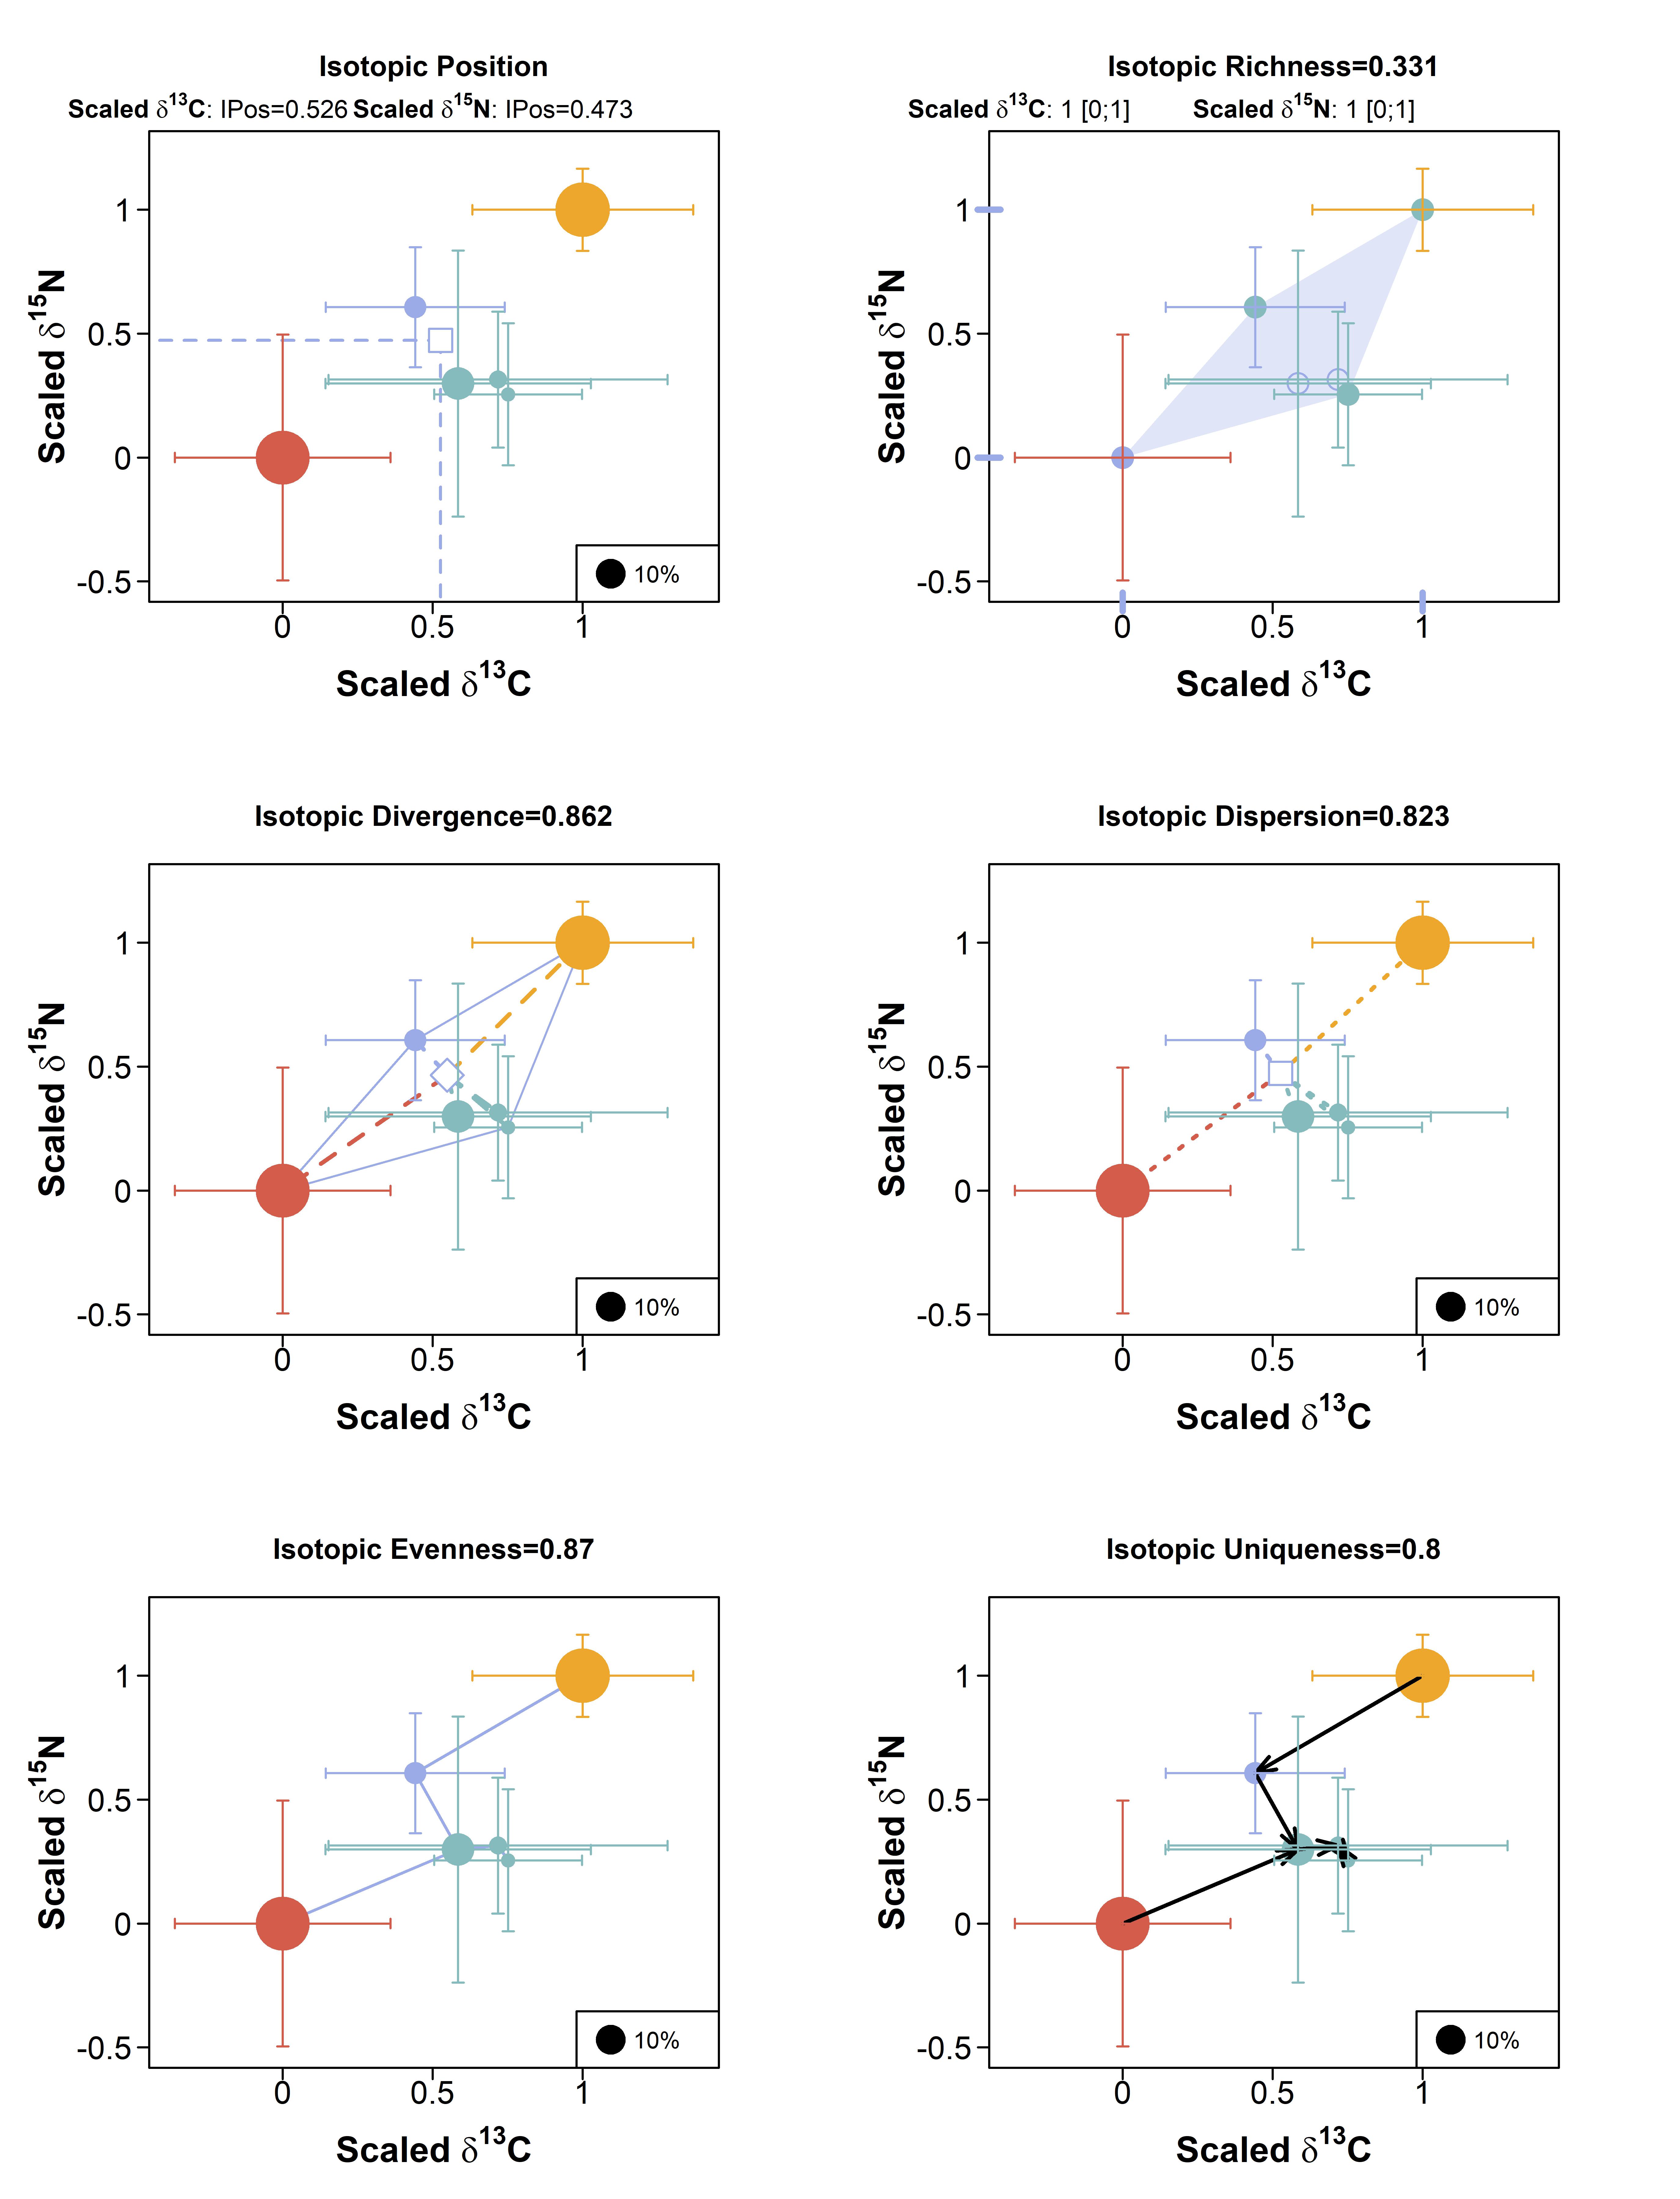 Isotopic Position
Scaled δ13C: IPos=0.526 Scaled δ15N: IPos=0.473
Scaled δ15N
1
0.5
0
-0.5
10%
0 0.5 1
Scaled δ13C
Isotopic Richness=0.331
Scaled δ13C: 1 [0;1] Scaled δ15N: 1 [0;1]
Scaled δ15N
1
0.5
0
-0.5
0 0.5 1
Scaled δ13C
Isotopic Divergence=0.862
Scaled δ15N
1
0.5
0
-0.5
10%
0 0.5 1
Scaled δ13C
Isotopic Dispersion=0.823
Scaled δ15N
1
0.5
0
-0.5
10%
0 0.5 1
Scaled δ13C
Isotopic Evenness=0.87
Scaled δ15N
1
0.5
0
-0.5
10%
0 0.5 1
Scaled δ13C
Isotopic Uniqueness=0.8
Scaled δ15N
1
0.5
0
-0.5
10%
0 0.5 1
Scaled δ13C